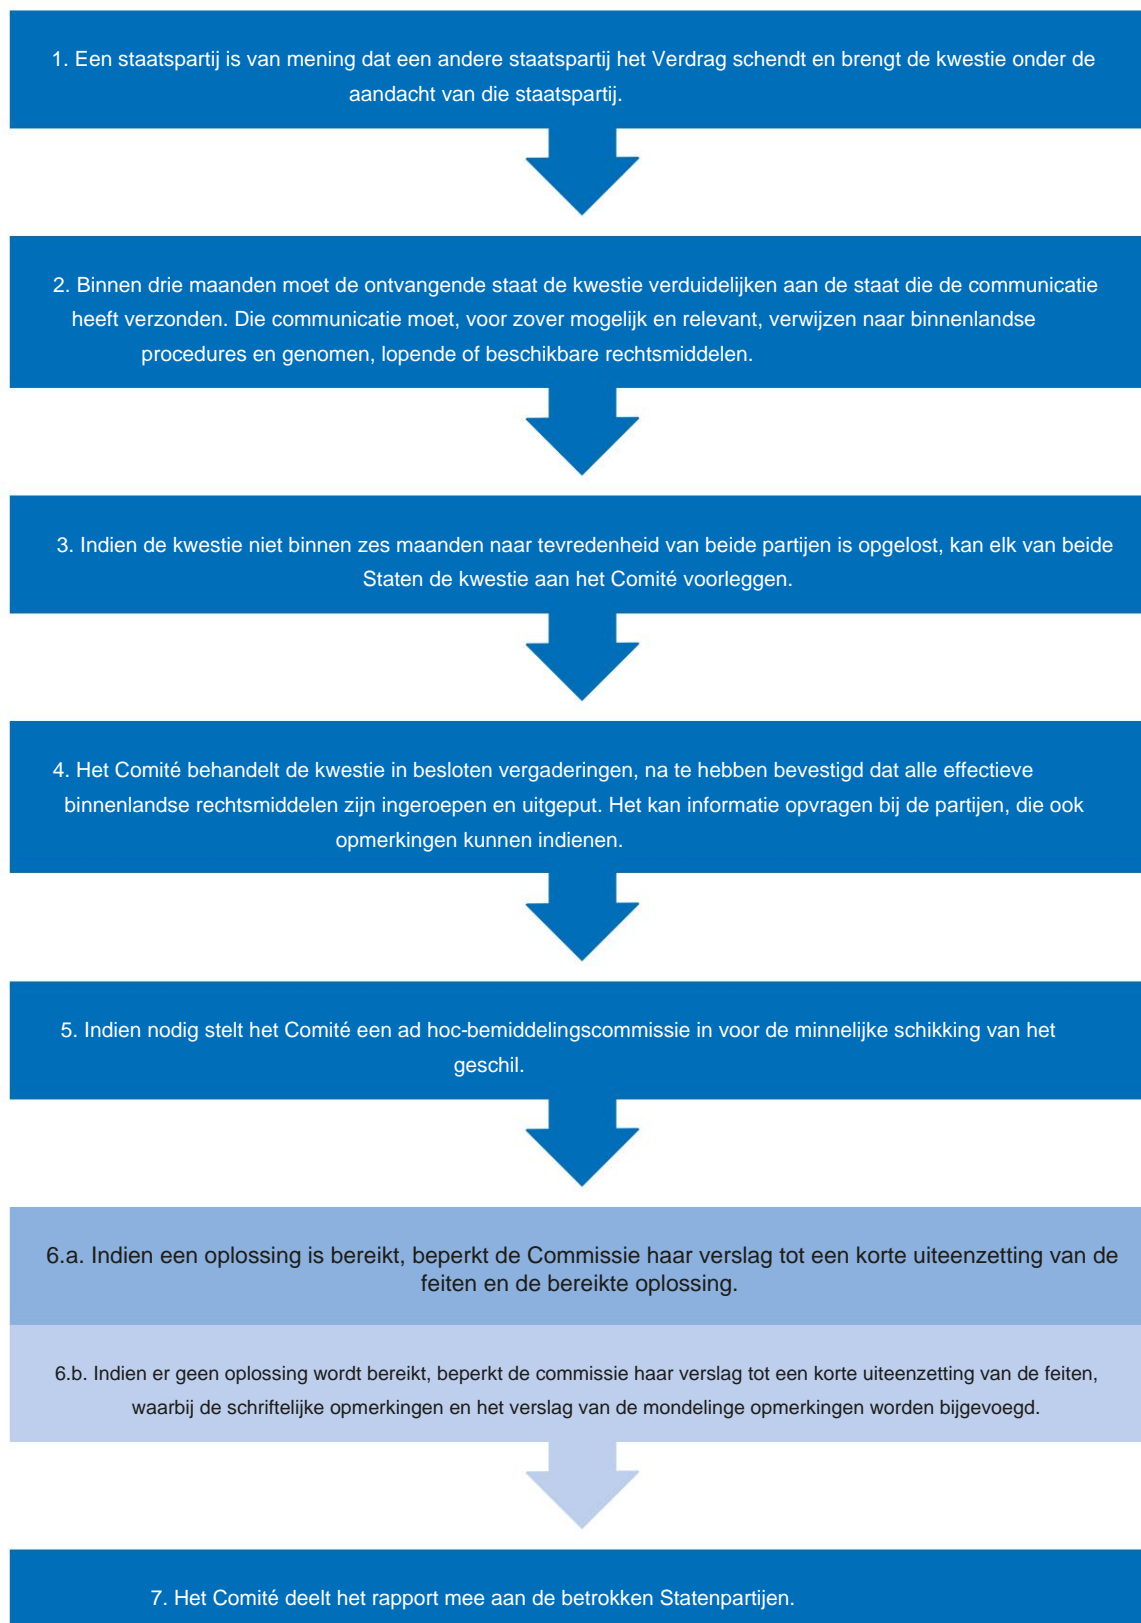 1. Een staatspartij is van mening dat een andere staatspartij het Verdrag schendt en brengt de kwestie onder de
aandacht van die staatspartij.
2. Binnen drie maanden moet de ontvangende staat de kwestie verduidelijken aan de staat die de communicatie
heeft verzonden. Die communicatie moet, voor zover mogelijk en relevant, verwijzen naar binnenlandse
procedures en genomen, lopende of beschikbare rechtsmiddelen.
3. Indien de kwestie niet binnen zes maanden naar tevredenheid van beide partijen is opgelost, kan elk van beide
Staten de kwestie aan het Comité voorleggen.
4. Het Comité behandelt de kwestie in besloten vergaderingen, na te hebben bevestigd dat alle effectieve
binnenlandse rechtsmiddelen zijn ingeroepen en uitgeput. Het kan informatie opvragen bij de partijen, die ook
opmerkingen kunnen indienen.
5. Indien nodig stelt het Comité een ad hoc-bemiddelingscommissie in voor de minnelijke schikking van het
geschil.
6.a. Indien een oplossing is bereikt, beperkt de Commissie haar verslag tot een korte uiteenzetting van de
feiten en de bereikte oplossing.
6.b. Indien er geen oplossing wordt bereikt, beperkt de commissie haar verslag tot een korte uiteenzetting van de feiten,
waarbij de schriftelijke opmerkingen en het verslag van de mondelinge opmerkingen worden bijgevoegd.
7. Het Comité deelt het rapport mee aan de betrokken Statenpartijen.